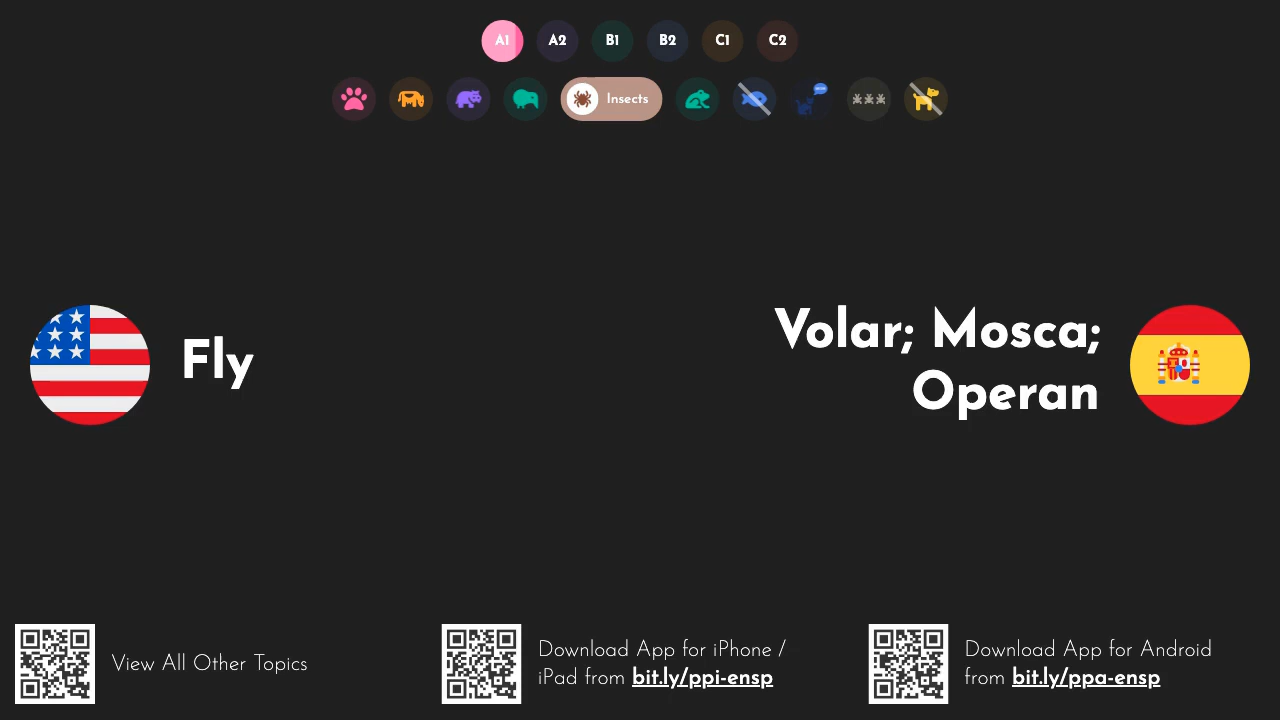 A1 A2 B1 B2 C1 C2
Insects
Fly
Volar; Mosca;
Operan
View All Other Topics
Download App for iPhone /
iPad from bit.ly/ppi-ensp
Download App for Android
from bit.ly/ppa-ensp